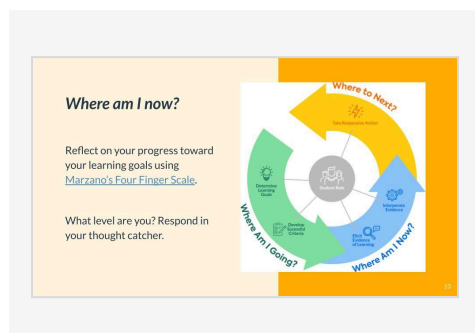 Where am I now?
Reflect on your progress toward
your learning goals using
Marzano's Four Finger Scale.
What level are you? Respond in
your thought catcher.
Where to Next?
Take Responsive Action
Student Role
Determine
Learning
Goals
Develop
Successful
Criteria
Elicit
Evidence
of Learning
Interpret
Evidence
Where Am I Going?
Where Am I Now?